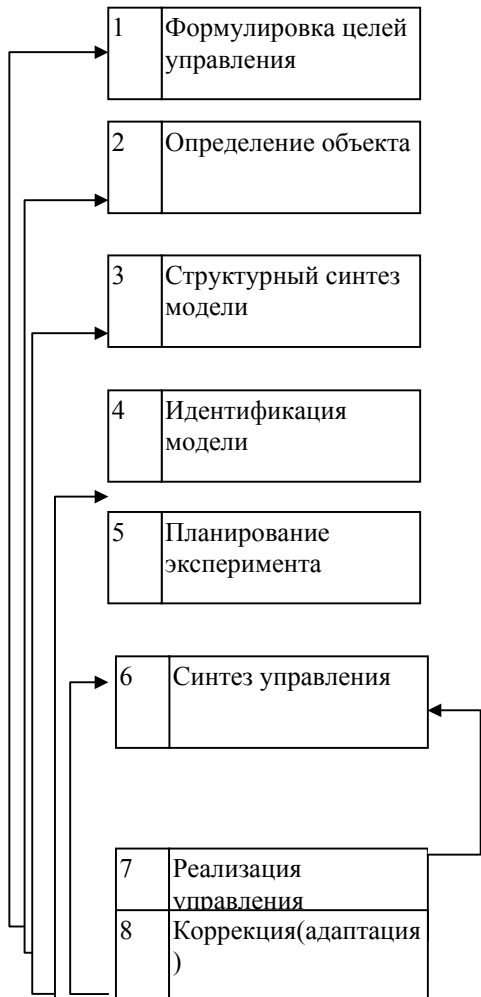 1 Формулировка целей
управления
2 Определение объекта
3 Структурный синтез
модели
4 Идентификация
модели
5 Планирование
эксперимента
6 Синтез управления
7 Реализация
управления
8 Коррекция(адаптация
)